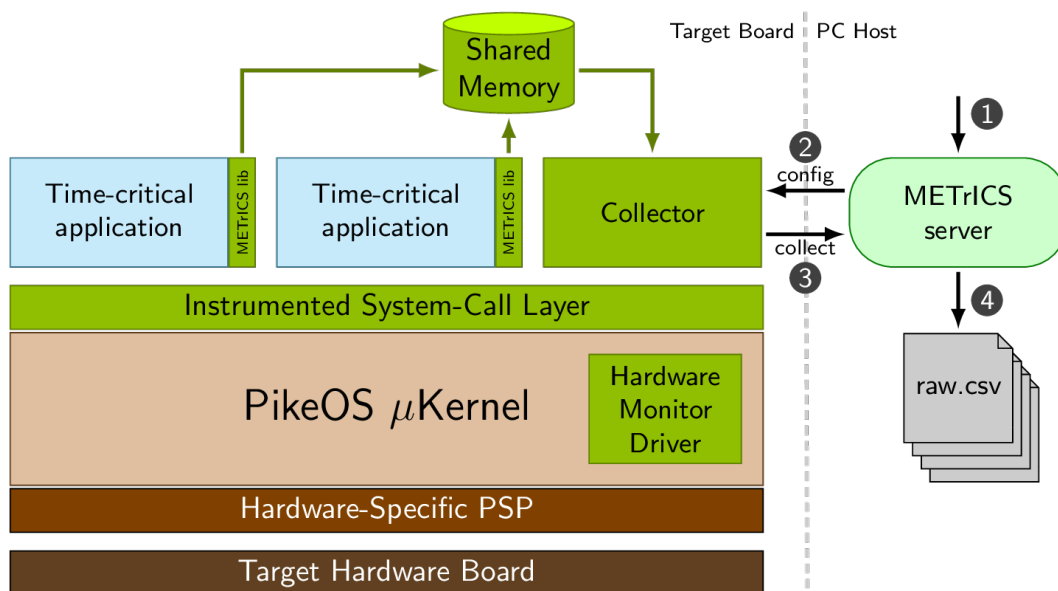 Target Board
PC Host
Shared
Memory
1
2
config
Time-critical
application
METrICS lib
Time-critical
application
METrICS lib
Collector
METrICS
server
collect
3
4
Instrumented System-Call Layer
PikeOS μKernel
Hardware
Monitor
Driver
raw.csv
Hardware-Specific PSP
Target Hardware Board